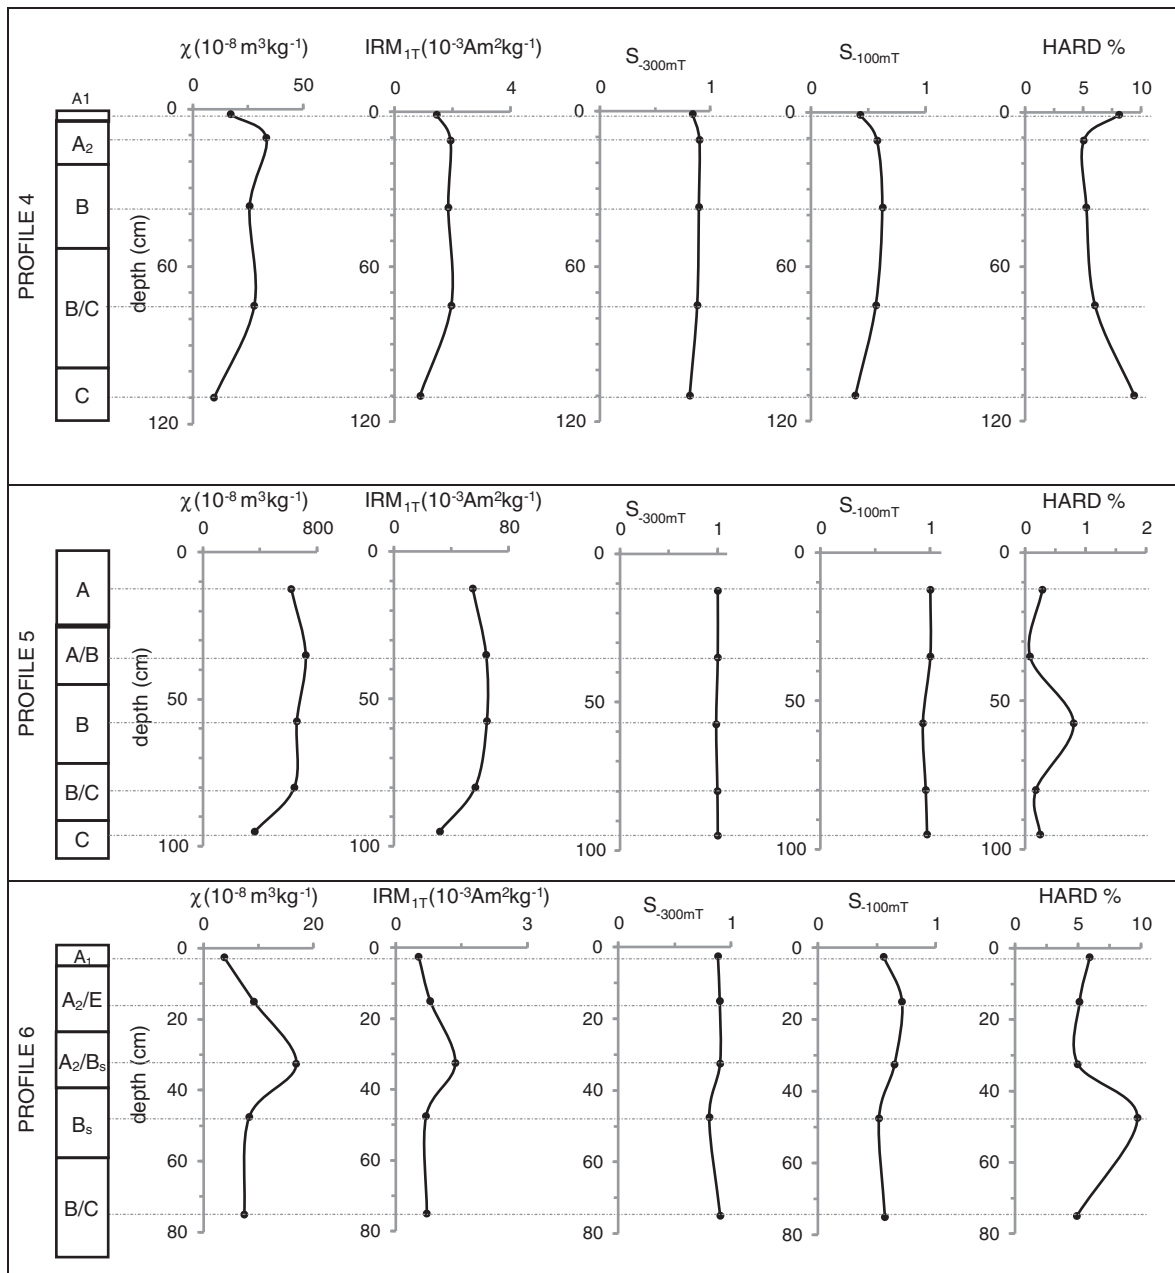 χ(10⁻⁸ m³kg⁻¹) IRM₁T(10⁻³Am²kg⁻¹) S₋₃₀₀mT S₋₁₀₀mT HARD %
0 50 0 4 0 1 0 1 0 5 10
PROFILE 4
A1
A₂
B
B/C
C
depth (cm)
0 0 0 0 0
60 60 60 60 60
120 120 120 120 120
χ(10⁻⁸ m³kg⁻¹) IRM₁T(10⁻³Am²kg⁻¹) S₋₃₀₀mT S₋₁₀₀mT HARD %
0 800 0 80 0 1 0 1 0 1 2
PROFILE 5
A
A/B
B
B/C
C
depth (cm)
0 0 0 0 0
50 50 50 50 50
100 100 100 100 100
χ(10⁻⁸ m³kg⁻¹) IRM₁T(10⁻³Am²kg⁻¹) S₋₃₀₀mT S₋₁₀₀mT HARD %
0 20 0 3 0 1 0 1 0 5 10
PROFILE 6
A₁
A₂/E
A₂/Bₛ
Bₛ
B/C
depth (cm)
0 0 0 0 0
20 20 20 20 20
40 40 40 40 40
60 60 60 60 60
80 80 80 80 80